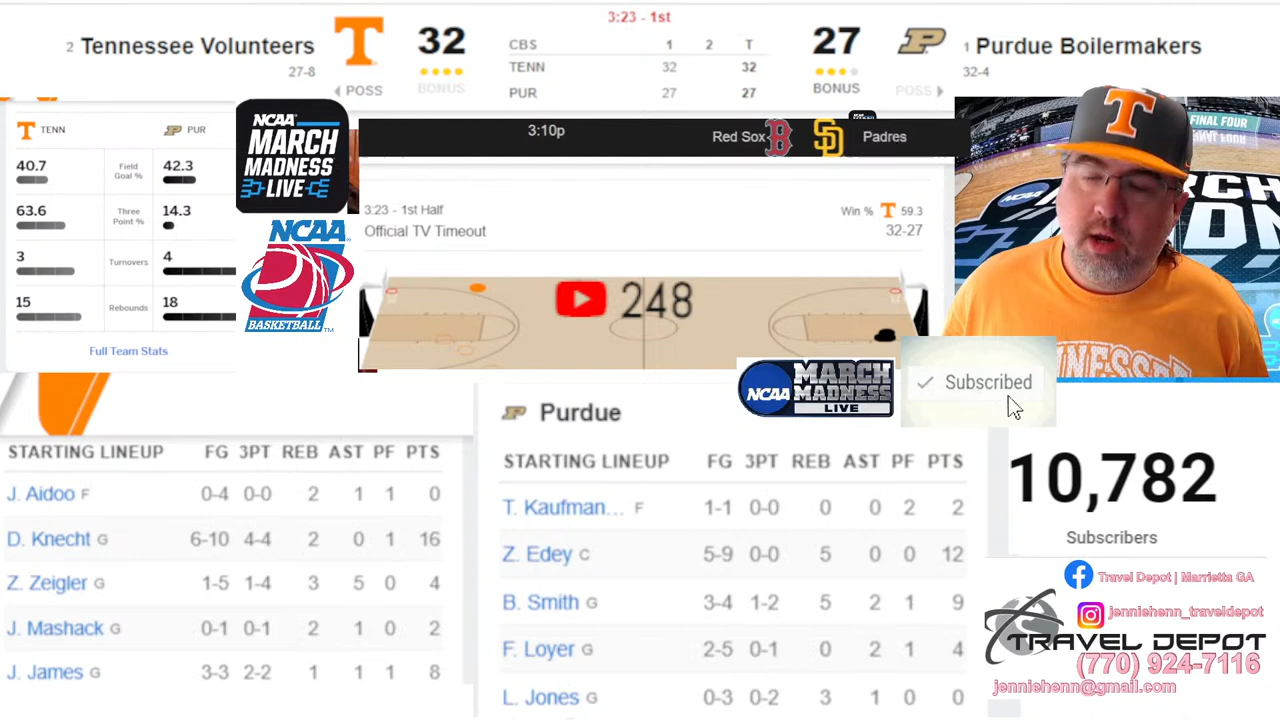 3:23 - 1st
2 Tennessee Volunteers
27-8
T
32
BONUS
POSS
CBS 1 2 T
TENN 32 32
PUR 27 27
27
BONUS
POSS
P
1 Purdue Boilermakers
32-4
T TENN P PUR
40.7 Field Goal % 42.3
63.6 Three Point % 14.3
3 Turnovers 4
15 Rebounds 18
Full Team Stats
NCAA
MARCH
MADNESS
LIVE
NCAA
BASKETBALL
TM
3:10p Red Sox B SD Padres
3:23 - 1st Half
Official TV Timeout
Win % T 59.3
32-27
248
NCAA MARCH MADNESS LIVE
Subscribed
T
FINAL FOUR
10,782
Subscribers
STARTING LINEUP FG 3PT REB AST PF PTS
J. Aidoo F 0-4 0-0 2 1 1 0
D. Knecht G 6-10 4-4 2 0 1 16
Z. Zeigler G 1-5 1-4 3 5 0 4
J. Mashack G 0-1 0-1 2 1 0 2
J. James G 3-3 2-2 1 1 1 8
P Purdue
STARTING LINEUP FG 3PT REB AST PF PTS
T. Kaufman... F 1-1 0-0 0 0 2 2
Z. Edey C 5-9 0-0 5 0 0 12
B. Smith G 3-4 1-2 5 2 1 9
F. Loyer G 2-5 0-1 0 2 1 4
L. Jones G 0-3 0-2 3 1 0 0
Travel Depot | Marrietta GA
jenniehenn_traveldepot
TRAVEL DEPOT
(770) 924-7116
jenniehenn@gmail.com